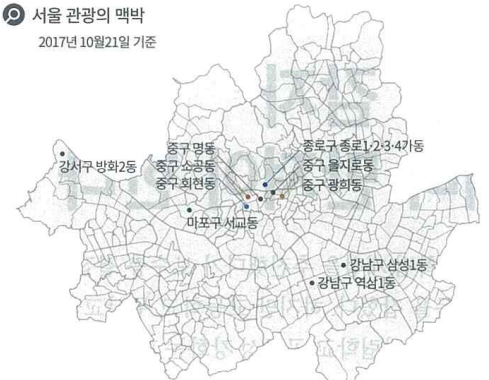 서울 관광의 맥박
2017년 10월21일 기준
중구 명동
종로구 종로1·2·3·4가동
강서구 방화2동
중구 소공동
중구 을지로동
중구 회현동
중구 광희동
마포구 서교동
강남구 삼성1동
강남구 역삼1동